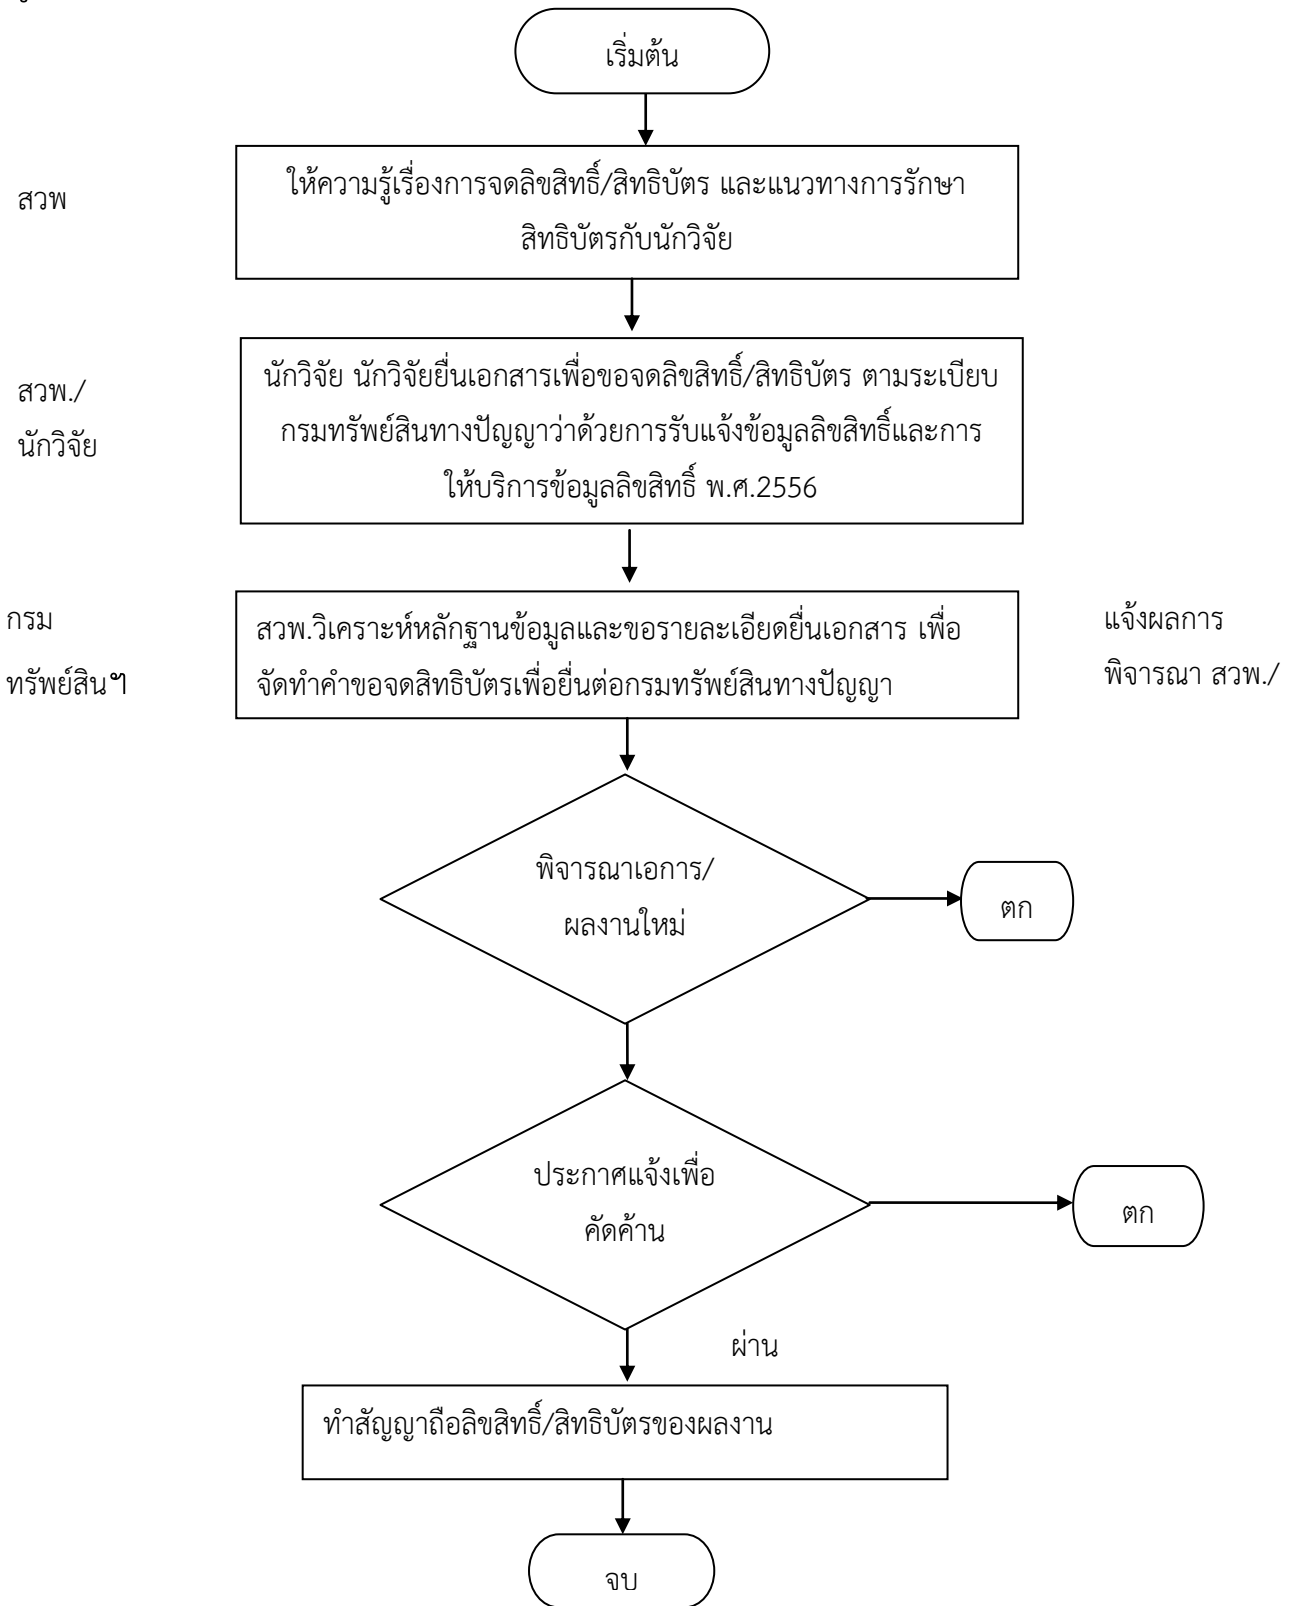 เริ่มต้น
สวพ
ให้ความรู้เรื่องการจดลิขสิทธิ์/สิทธิบัตร และแนวทางการรักษา
สิทธิบัตรกับนักวิจัย
สวพ./
นักวิจัย
นักวิจัย นักวิจัยยื่นเอกสารเพื่อขอจดลิขสิทธิ์/สิทธิบัตร ตามระเบียบ
กรมทรัพย์สินทางปัญญาว่าด้วยการรับแจ้งข้อมูลลิขสิทธิ์และการ
ให้บริการข้อมูลลิขสิทธิ์ พ.ศ.2556
กรม
ทรัพย์สินฯ
สวพ.วิเคราะห์หลักฐานข้อมูลและขอรายละเอียดยื่นเอกสาร เพื่อ
จัดทำคำขอจดสิทธิบัตรเพื่อยื่นต่อกรมทรัพย์สินทางปัญญา
แจ้งผลการ
พิจารณา สวพ./
พิจารณาเอการ/
ผลงานใหม่
ตก
ประกาศแจ้งเพื่อ
คัดค้าน
ตก
ผ่าน
ทำสัญญาถือลิขสิทธิ์/สิทธิบัตรของผลงาน
จบ